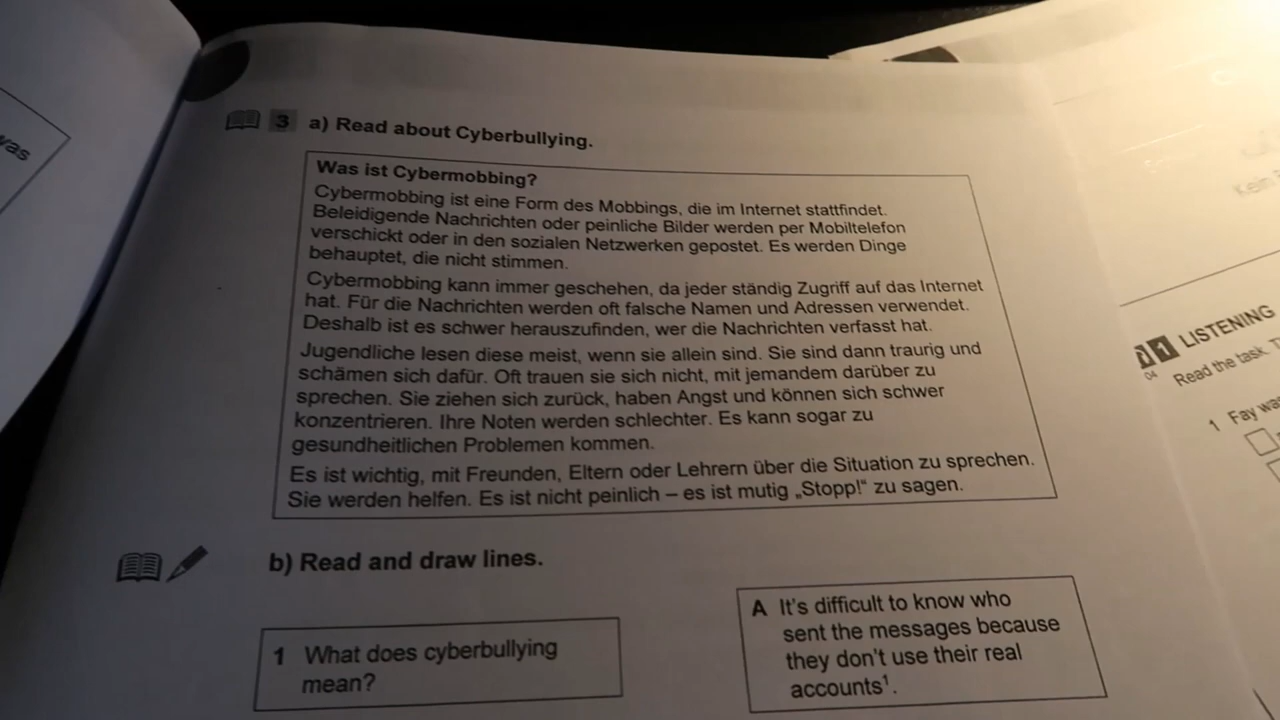 was
3 a) Read about Cyberbullying.
Was ist Cybermobbing?
Cybermobbing ist eine Form des Mobbings, die im Internet stattfindet.
Beleidigende Nachrichten oder peinliche Bilder werden per Mobiltelefon
verschickt oder in den sozialen Netzwerken gepostet. Es werden Dinge
behauptet, die nicht stimmen.
Cybermobbing kann immer geschehen, da jeder ständig Zugriff auf das Internet
hat. Für die Nachrichten werden oft falsche Namen und Adressen verwendet.
Deshalb ist es schwer herauszufinden, wer die Nachrichten verfasst hat.
Jugendliche lesen diese meist, wenn sie allein sind. Sie sind dann traurig und
schämen sich dafür. Oft trauen sie sich nicht, mit jemandem darüber zu
sprechen. Sie ziehen sich zurück, haben Angst und können sich schwer
konzentrieren. Ihre Noten werden schlechter. Es kann sogar zu
gesundheitlichen Problemen kommen.
Es ist wichtig, mit Freunden, Eltern oder Lehrern über die Situation zu sprechen.
Sie werden helfen. Es ist nicht peinlich – es ist mutig „Stopp!“ zu sagen.
b) Read and draw lines.
1 What does cyberbullying
mean?
A It's difficult to know who
sent the messages because
they don't use their real
accounts¹.
Kein
1 LISTENING
04
Read the task.
1 Fay was